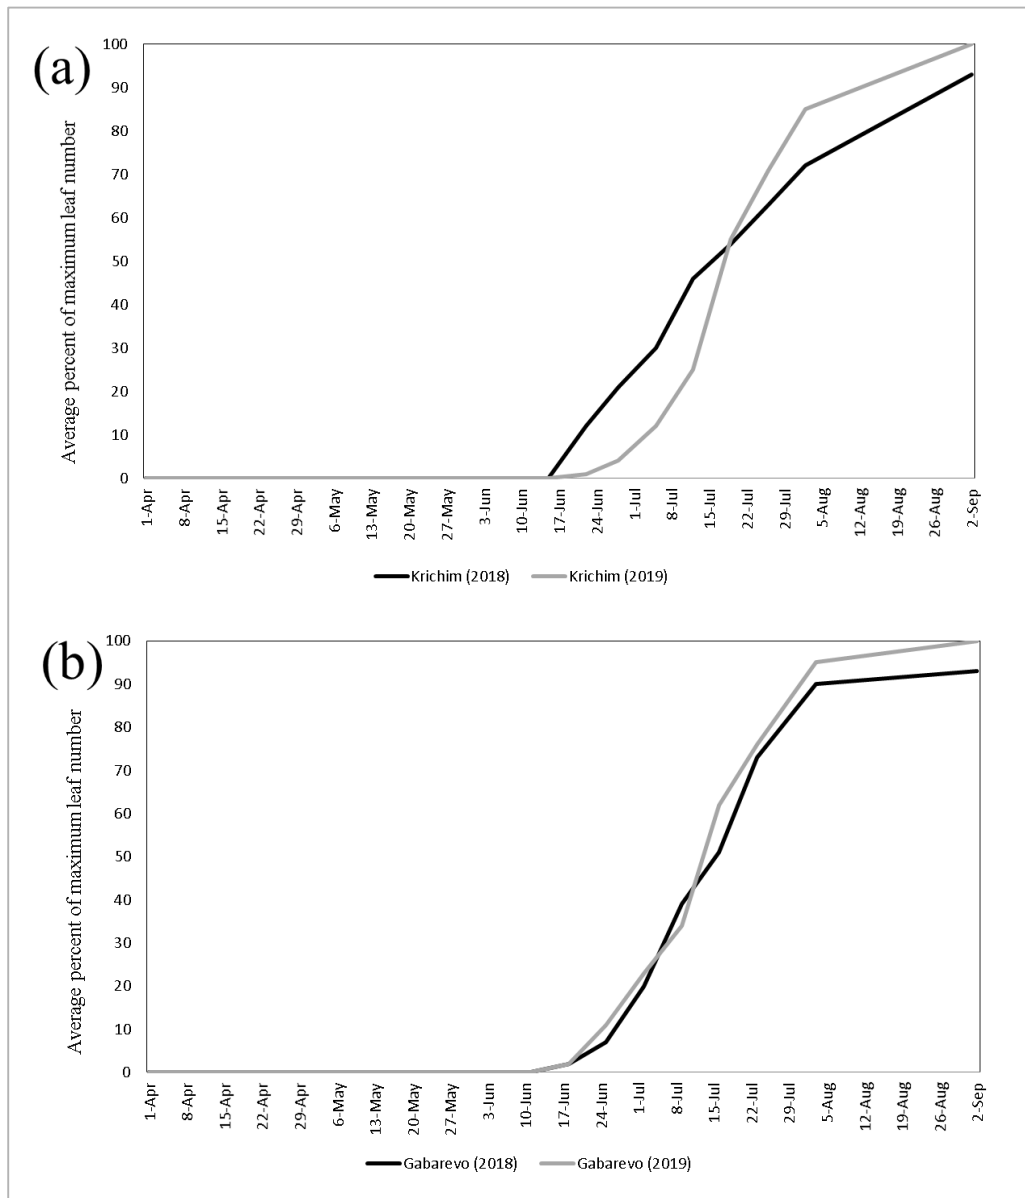 (a)
Average percent of maximum leaf number
100
90
80
70
60
50
40
30
20
10
0
1-Apr
8-Apr
15-Apr
22-Apr
29-Apr
6-May
13-May
20-May
27-May
3-Jun
10-Jun
17-Jun
24-Jun
1-Jul
8-Jul
15-Jul
22-Jul
29-Jul
5-Aug
12-Aug
19-Aug
26-Aug
2-Sep
Krichim (2018) Krichim (2019)
(b)
Average percent of maximum leaf number
100
90
80
70
60
50
40
30
20
10
0
1-Apr
8-Apr
15-Apr
22-Apr
29-Apr
6-May
13-May
20-May
27-May
3-Jun
10-Jun
17-Jun
24-Jun
1-Jul
8-Jul
15-Jul
22-Jul
29-Jul
5-Aug
12-Aug
19-Aug
26-Aug
2-Sep
Gabarevo (2018) Gabarevo (2019)